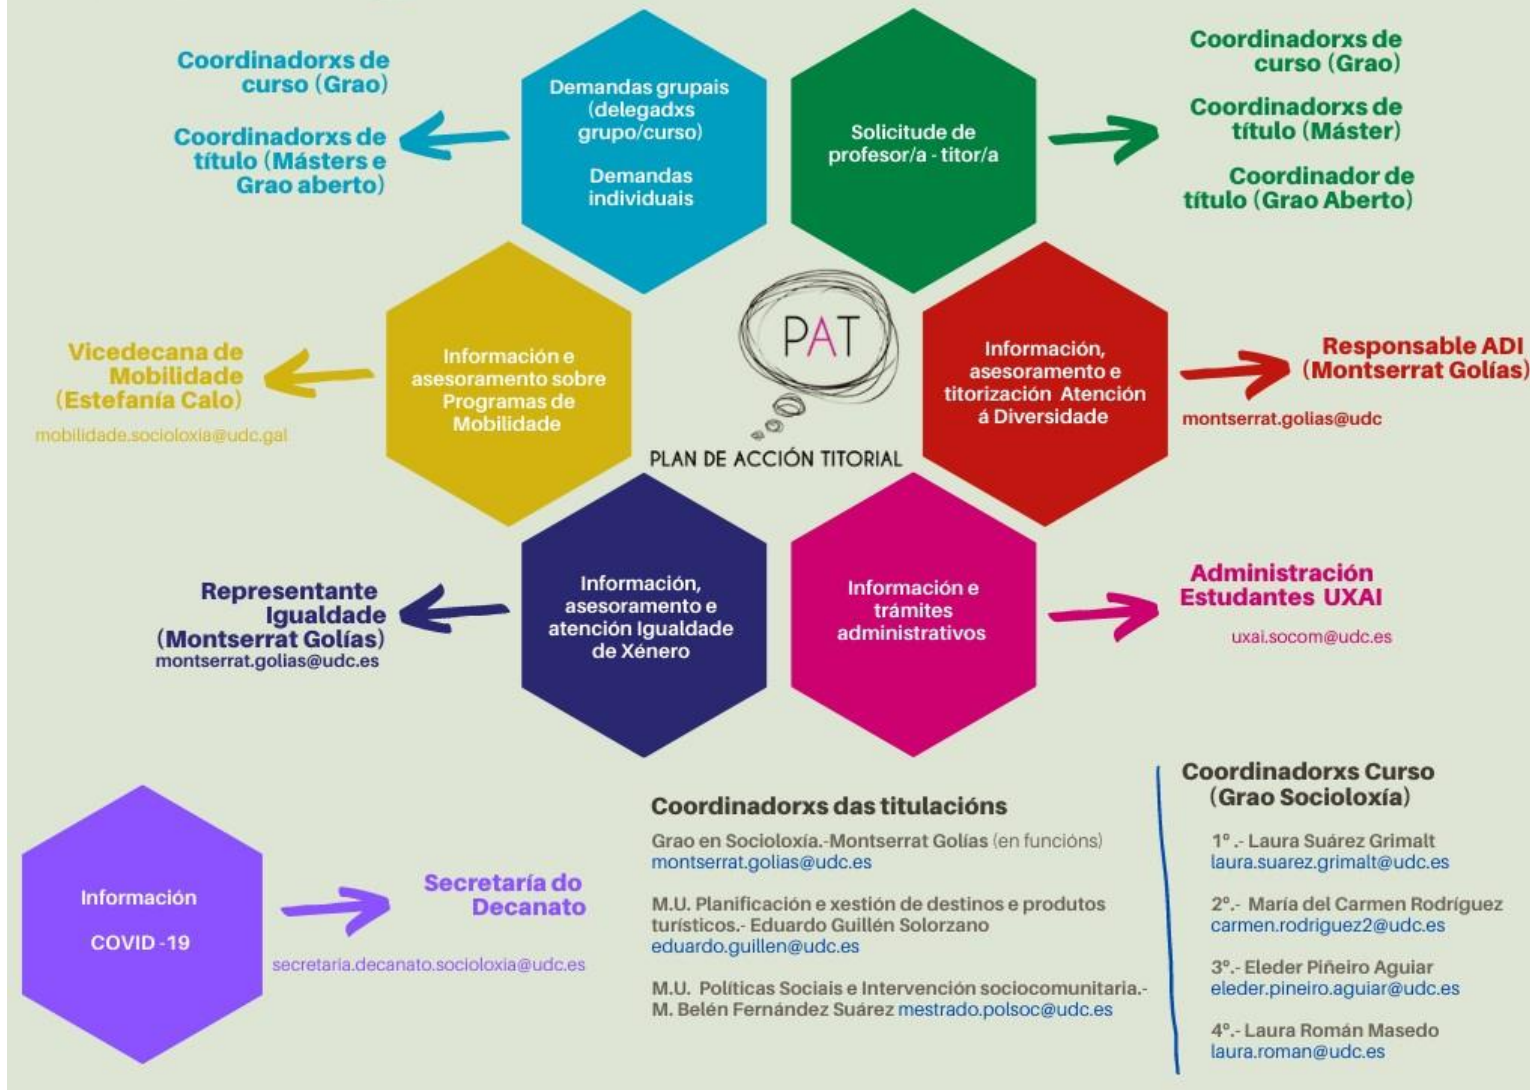 Coordinadorxs de
curso (Grao)
Coordinadorxs de
título (Másters e
Grao aberto)
Demandas grupais
(delegadxs
grupo/curso)
Demandas
individuais
Solicitude de
profesor/a - titor/a
Coordinadorxs de
curso (Grao)
Coordinadorxs de
título (Máster)
Coordinador de
título (Grao Aberto)
Vicedecana de
Mobilidade
(Estefanía Calo)
mobilidade.socioloxia@udc.gal
Información e
asesoramento sobre
Programas de
Mobilidade
PAT
PLAN DE ACCIÓN TITORIAL
Información,
asesoramento e
titorización Atención
á Diversidade
Responsable ADI
(Montserrat Golías)
montserrat.golias@udc
Representante
Igualdade
(Montserrat Golías)
montserrat.golias@udc.es
Información,
asesoramento e
atención Igualdade
de Xénero
Información e
trámites
administrativos
Administración
Estudantes UXAI
uxai.socom@udc.es
Información
COVID -19
Secretaría do
Decanato
secretaria.decanato.socioloxia@udc.es
Coordinadorxs das titulacións
Grao en Socioloxía.-Montserrat Golías (en funcións)
montserrat.golias@udc.es
M.U. Planificación e xestión de destinos e produtos
turísticos.- Eduardo Guillén Solorzano
eduardo.guillen@udc.es
M.U. Políticas Sociais e Intervención sociocomunitaria.-
M. Belén Fernández Suárez mestrado.polsoc@udc.es
Coordinadorxs Curso
(Grao Socioloxía)
1º .- Laura Suárez Grimalt
laura.suarez.grimalt@udc.es
2º.- María del Carmen Rodríguez
carmen.rodriguez2@udc.es
3º.- Eleder Piñeiro Aguiar
eleder.pineiro.aguiar@udc.es
4º.- Laura Román Masedo
laura.roman@udc.es